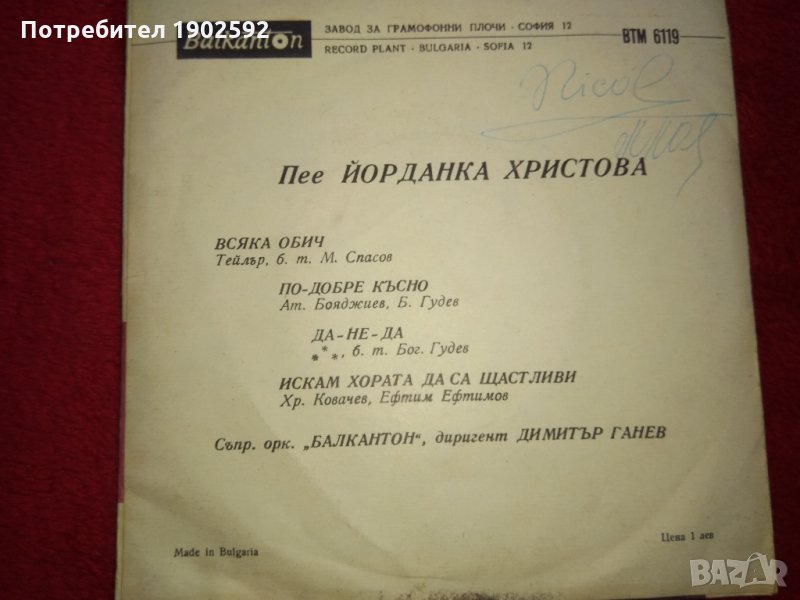 Потребител 1902592
Balkanton
ЗАВОД ЗА ГРАМОФОННИ ПЛОЧИ · СОФИЯ 12
RECORD PLANT · BULGARIA · SOFIA 12
ВТМ 6119
Nicol
Пее ЙОРДАНКА ХРИСТОВА
ВСЯКА ОБИЧ
Тейлър, б. т. М. Спасов
ПО-ДОБРЕ КЪСНО
Ат. Бояджиев, Б. Гудев
ДА-НЕ-ДА
***, б. т. Бог. Гудев
ИСКАМ ХОРАТА ДА СА ЩАСТЛИВИ
Хр. Ковачев, Ефтим Ефтимов
Съпр. орк. „БАЛКАНТОН“, диригент ДИМИТЪР ГАНЕВ
Made in Bulgaria
Цена 1 лев
BAZAR